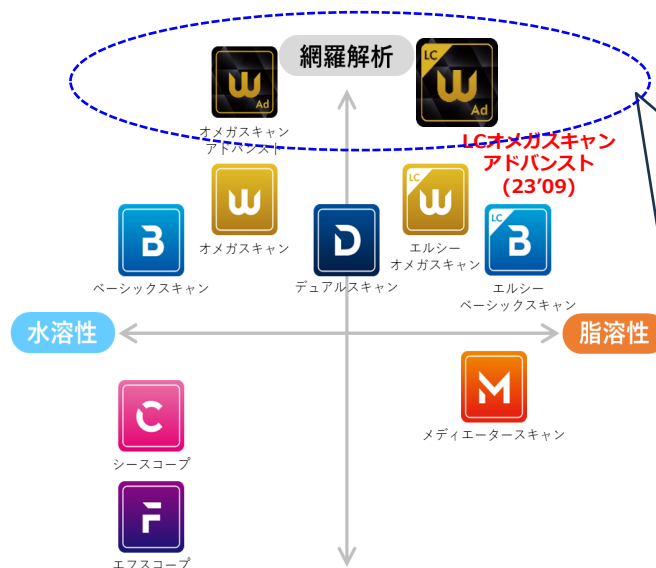 網羅解析
W
Ad
LC
W
Ad
オメガスキャン
アドバンスト
LCオメガスキャン
アドバンスト
(23’09)
B
W
D
LC
W
LC
B
ベーシックスキャン
オメガスキャン
デュアルスキャン
エルシー
オメガスキャン
エルシー
ベーシックスキャン
水溶性
脂溶性
C
M
シースコープ
メディエータースキャン
F
エフスコープ